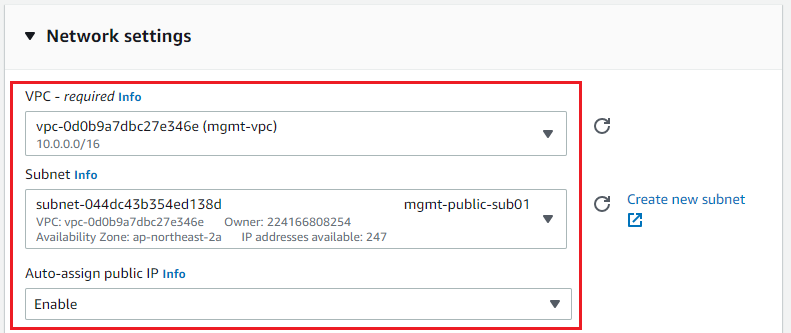 Network settings
VPC - required Info
vpc-0d0b9a7dbc27e346e (mgmt-vpc)
10.0.0.0/16
Subnet Info
subnet-044dc43b354ed138d mgmt-public-sub01
VPC: vpc-0d0b9a7dbc27e346e Owner: 224166808254
Availability Zone: ap-northeast-2a IP addresses available: 247
Create new subnet
Auto-assign public IP Info
Enable